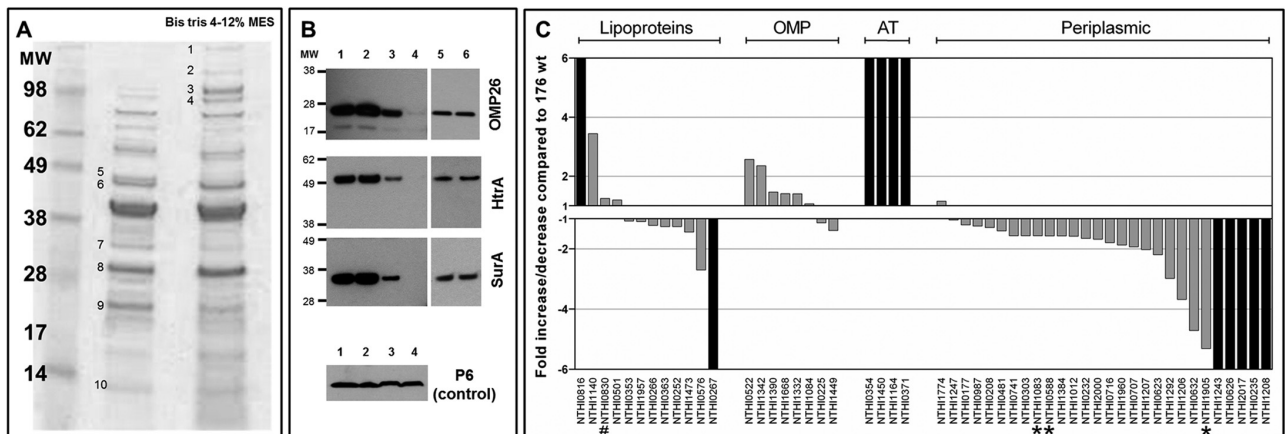 A
Bis tris 4-12% MES
MW
98
62
49
38
28
17
14
1
2
3
4
5
6
7
8
9
10
B
MW 1 2 3 4 5 6
38
28
17
OMP26
62
49
38
HtrA
49
38
28
SurA
1 2 3 4
P6
(control)
C
Lipoproteins OMP AT Periplasmic
Fold increase/decrease compared to 176 wt
6
4
2
1
-1
-2
-4
-6
NTHI0816
NTHI1140
NTHI0830
NTHI0501
NTHI0353
NTHI1957
NTHI0266
NTHI0363
NTHI0252
NTHI1473
NTHI0576
NTHI0267
NTHI0522
NTHI1342
NTHI1390
NTHI1668
NTHI1332
NTHI1084
NTHI0225
NTHI1449
NTHI0354
NTHI1450
NTHI1164
NTHI0371
NTHI1774
NTHI1247
NTHI0177
NTHI0987
NTHI0208
NTHI0481
NTHI0741
NTHI1003
NTHI1083
NTHI0588
NTHI1384
NTHI1012
NTHI0232
NTHI2000
NTHI0716
NTHI1960
NTHI0707
NTHI1207
NTHI0623
NTHI1292
NTHI1206
NTHI0632
NTHI1905
NTHI1243
NTHI0626
NTHI2017
NTHI0235
NTHI1208
# ** *